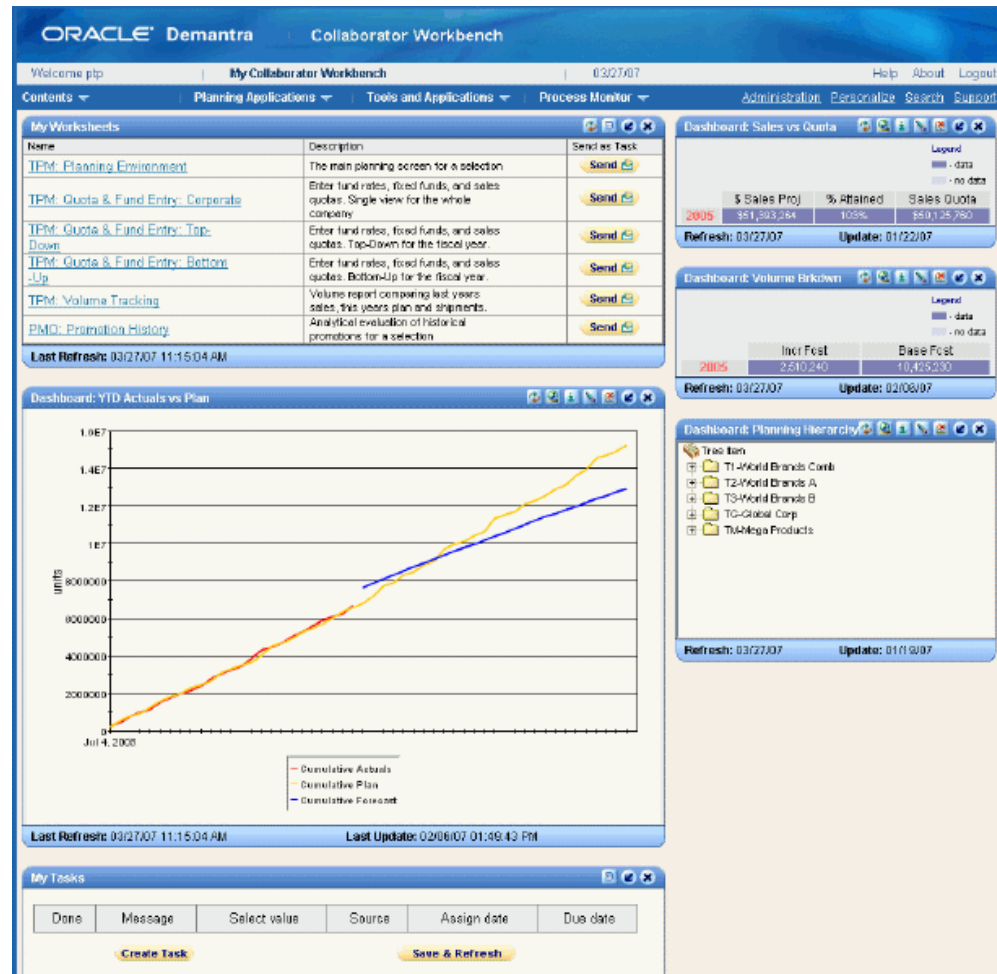 ORACLE Demantra Collaborator Workbench
Welcome ptp My Collaborator Workbench 03/27/07 Help About Logout
Contents Planning Applications Tools and Applications Process Monitor Administration Personalize Search Support
My Worksheets
Name Description Send as Task
TPM: Planning Environment The main planning screen for a selection Send
TPM: Quota & Fund Entry: Corporate Enter fund rates, fixed funds, and sales quotas. Single view for the whole company Send
TPM: Quota & Fund Entry: Top-Down Enter fund rates, fixed funds, and sales quotas. Top-Down for the fiscal year. Send
TPM: Quota & Fund Entry: Bottom-Up Enter fund rates, fixed funds, and sales quotas. Bottom-Up for the fiscal year. Send
TPM: Volume Tracking Volume report comparing last years sales, this years plan and shipments. Send
PMO: Promotion History Analytical evaluation of historical promotions for a selection Send
Last Refresh: 03/27/07 11:15:04 AM
Dashboard: YTD Actuals vs Plan
1.6E7
1.4E7
1.2E7
1E7
8000000
6000000
4000000
2000000
0
units
Jul 4, 2005
Cumulative Actuals
Cumulative Plan
Cumulative Forecast
Last Refresh: 03/27/07 11:15:04 AM Last Update: 02/06/07 01:49:43 PM
My Tasks
Done Message Select value Source Assign date Due date
Create Task Save & Refresh
Dashboard: Sales vs Quota
Legend
- data
- no data
$ Sales Proj % Attained Sales Quota
2005 $51,393,264 103% $50,125,760
Refresh: 03/27/07 Update: 01/22/07
Dashboard: Volume Brkdwn
Legend
- data
- no data
Incr Fcst Base Fcst
2005 2,510,240 10,425,230
Refresh: 03/27/07 Update: 02/08/07
Dashboard: Planning Hierarchy
Tree Item
T1-World Brands Comb
T2-World Brands A
T3-World Brands B
TG-Global Corp
TM-Mega Products
Refresh: 03/27/07 Update: 01/19/07